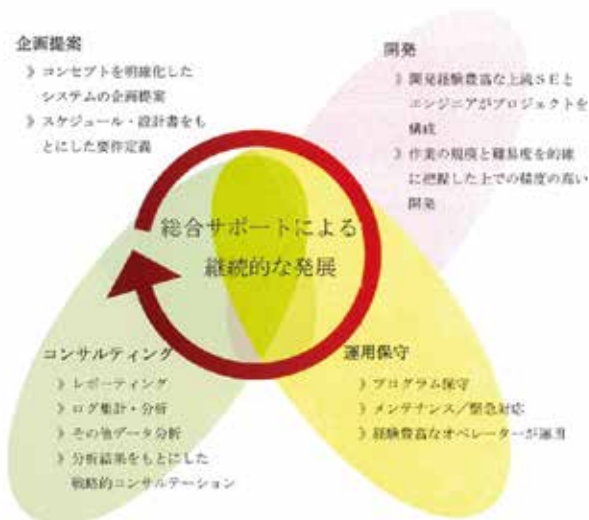 企画提案
》コンセプトを明確化した
システムの企画提案
》スケジュール・設計書をも
とにした要件定義
開発
》開発経験豊富な上流SEと
エンジニアがプロジェクトを
構成
》作業の規模と難易度を的確
に把握した上での精度の高い
開発
総合サポートによる
継続的な発展
コンサルティング
》レポーティング
》ログ集計・分析
》その他データ分析
》分析結果をもとにした
戦略的コンサルテーション
運用保守
》プログラム保守
》メンテナンス/緊急対応
》経験豊富なオペレーターが運用